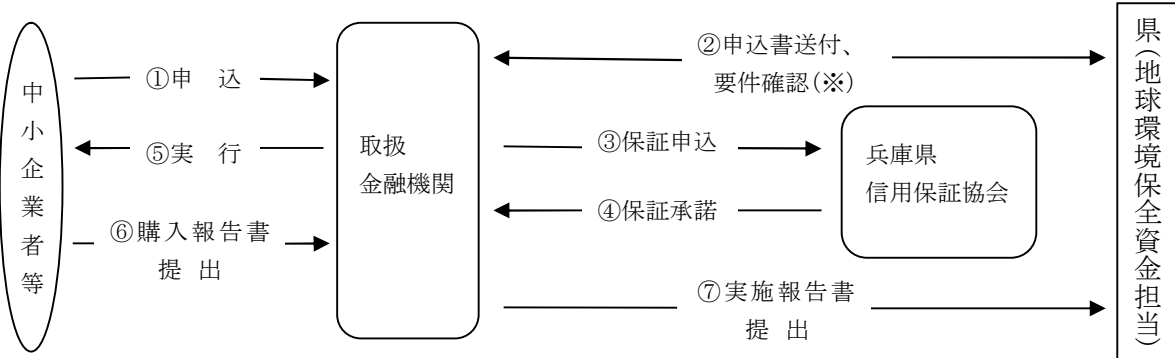 中小企業者等
①申　込
⑤実　行
⑥購入報告書
提　出
取扱
金融機関
②申込書送付、
要件確認(※)
③保証申込
④保証承諾
⑦実施報告書
提　出
兵庫県
信用保証協会
県(地球環境保全資金担当)